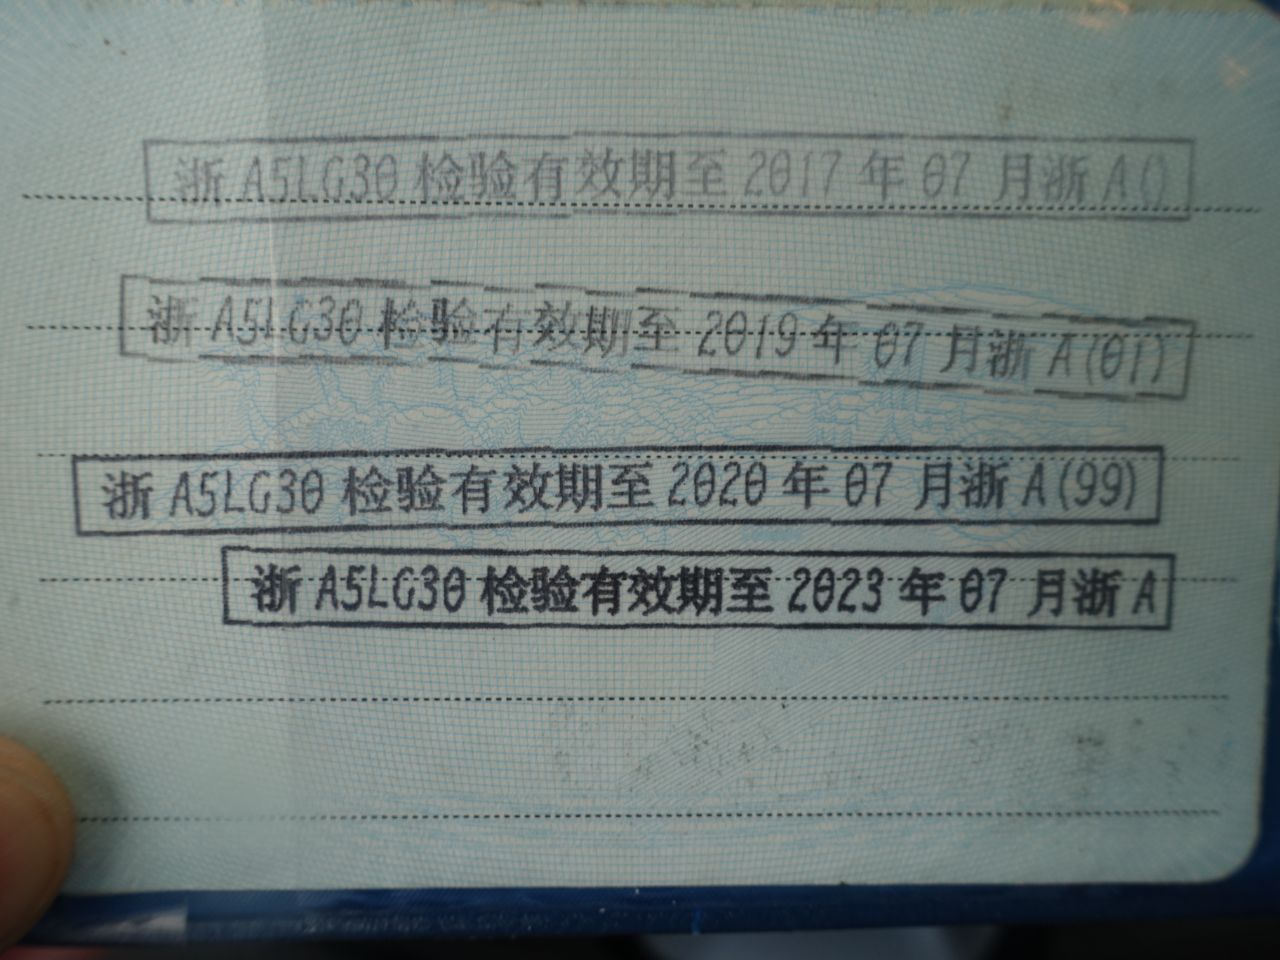 浙 A5LG30 检验有效期至 2017 年 07 月浙 A()
浙 A5LG30 检验有效期至 2019 年 07 月浙 A(01)
浙 A5LG30 检验有效期至 2020 年 07 月浙 A(99)
浙 A5LG30 检验有效期至 2023 年 07 月浙 A